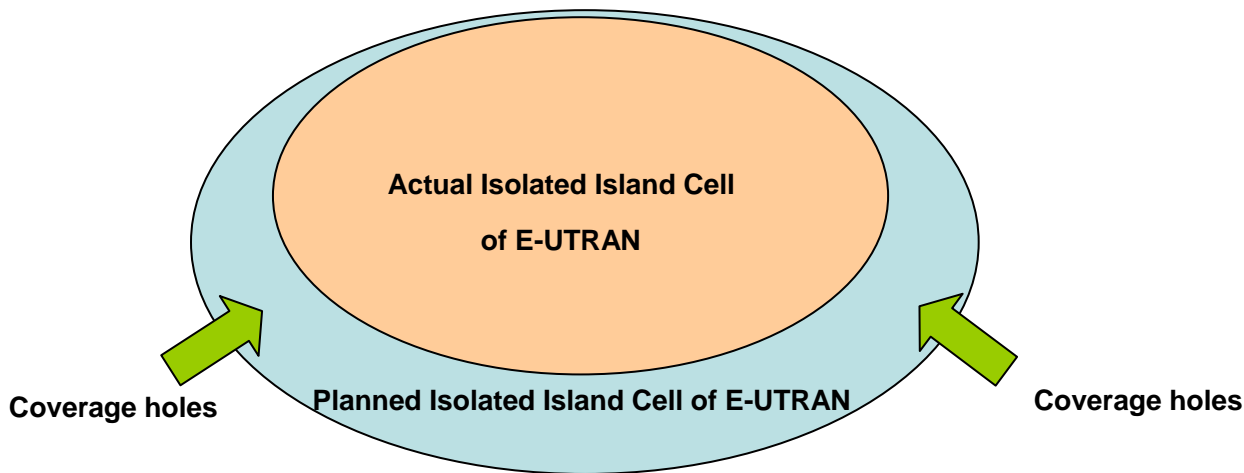 Actual Isolated Island Cell
of E-UTRAN
Coverage holes
Planned Isolated Island Cell of E-UTRAN
Coverage holes